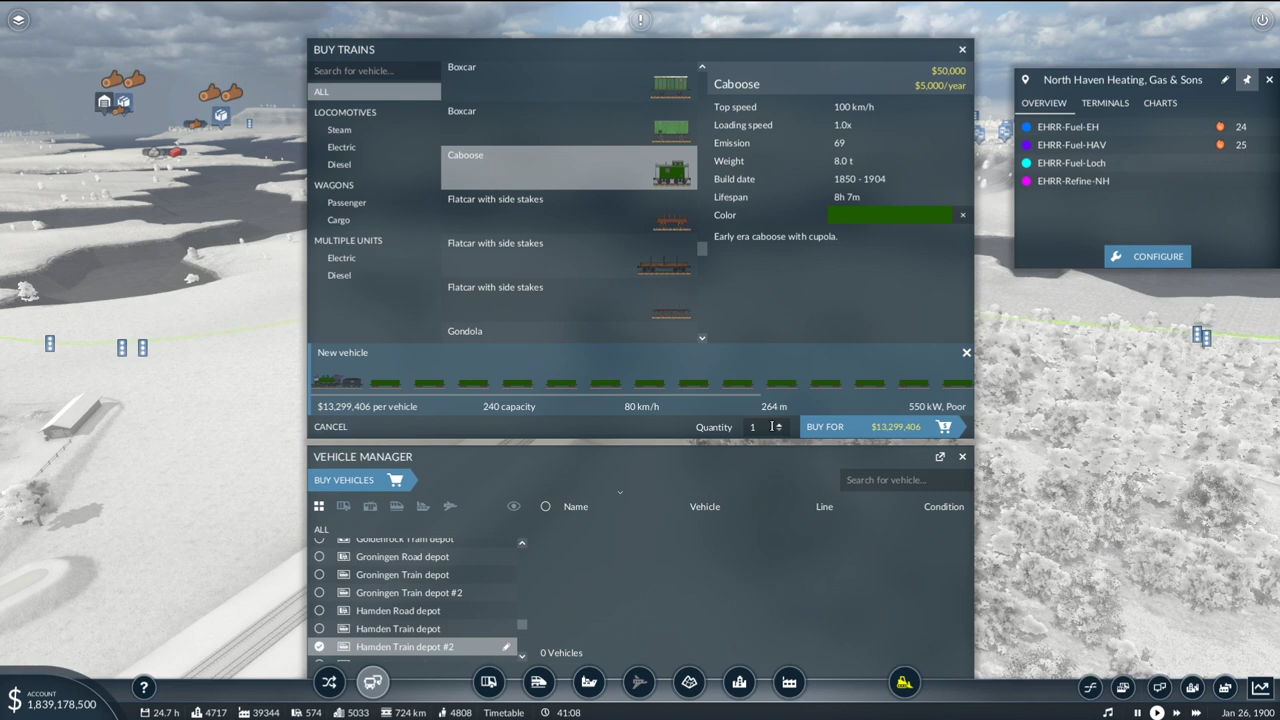 BUY TRAINS
Search for vehicle...
ALL
LOCOMOTIVES
Steam
Electric
Diesel
WAGONS
Passenger
Cargo
MULTIPLE UNITS
Electric
Diesel
Boxcar
Boxcar
Caboose
Flatcar with side stakes
Flatcar with side stakes
Flatcar with side stakes
Gondola
Caboose
$50,000
$5,000/year
Top speed 100 km/h
Loading speed 1.0x
Emission 69
Weight 8.0 t
Build date 1850 - 1904
Lifespan 8h 7m
Color
Early era caboose with cupola.
New vehicle
$13,299,406 per vehicle 240 capacity 80 km/h 264 m 550 kW, Poor
CANCEL Quantity 1 BUY FOR $13,299,406
VEHICLE MANAGER
BUY VEHICLES Search for vehicle...
Name Vehicle Line Condition
ALL
Goldenrock Train depot
Groningen Road depot
Groningen Train depot
Groningen Train depot #2
Hamden Road depot
Hamden Train depot
Hamden Train depot #2
0 Vehicles
North Haven Heating, Gas & Sons
OVERVIEW TERMINALS CHARTS
EHRR-Fuel-EH 24
EHRR-Fuel-HAV 25
EHRR-Fuel-Loch
EHRR-Refine-NH
CONFIGURE
$ ACCOUNT
1,839,178,500
?
24.7 h 4717 39344 574 5033 724 km 4808 Timetable 41:08
Jan 26, 1900